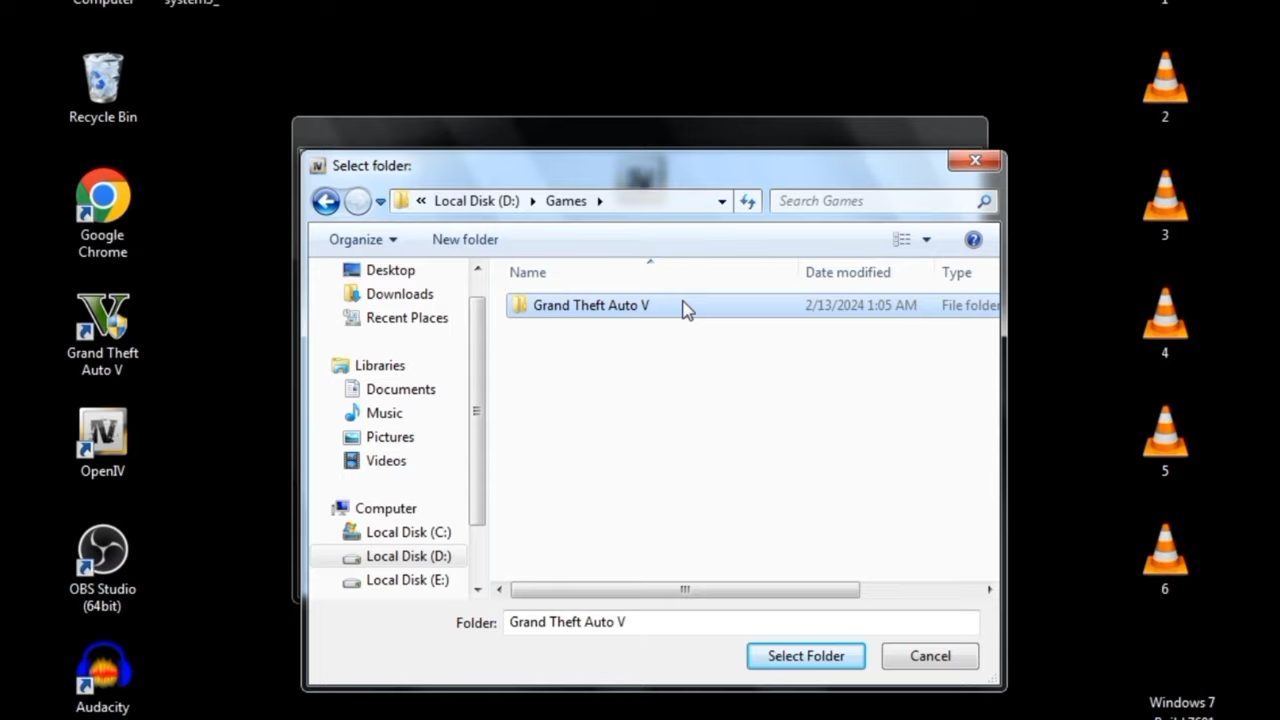 Computer
system3_
1
Recycle Bin
2
Google
Chrome
3
Grand Theft
Auto V
4
OpenIV
5
OBS Studio
(64bit)
6
Audacity
Select folder:
« Local Disk (D:) Games
Search Games
Organize
New folder
Desktop
Downloads
Recent Places
Libraries
Documents
Music
Pictures
Videos
Computer
Local Disk (C:)
Local Disk (D:)
Local Disk (E:)
Name Date modified Type
Grand Theft Auto V 2/13/2024 1:05 AM File folder
Folder: Grand Theft Auto V
Select Folder
Cancel
Windows 7